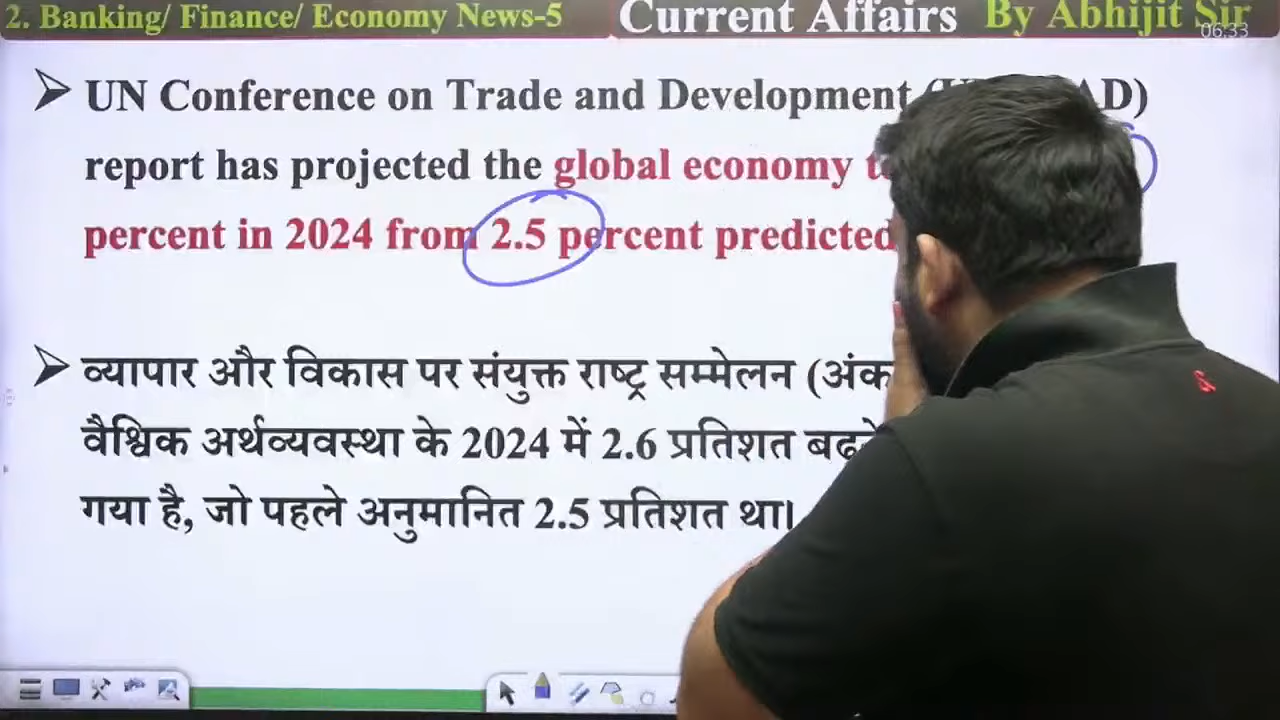 2. Banking/ Finance/ Economy News-5
Current Affairs
By Abhijit Sir
06:33
UN Conference on Trade and Development
report has projected the global economy
percent in 2024 from 2.5 percent predicted
व्यापार और विकास पर संयुक्त राष्ट्र सम्मेलन
वैश्विक अर्थव्यवस्था के 2024 में 2.6 प्रतिशत
गया है, जो पहले अनुमानित 2.5 प्रतिशत था।